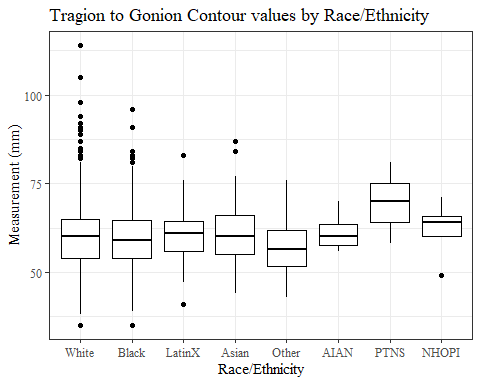 Tragion to Gonion Contour values by Race/Ethnicity
Measurement (mm)
100
75
50
White Black LatinX Asian Other AIAN PTNS NHOPI
Race/Ethnicity